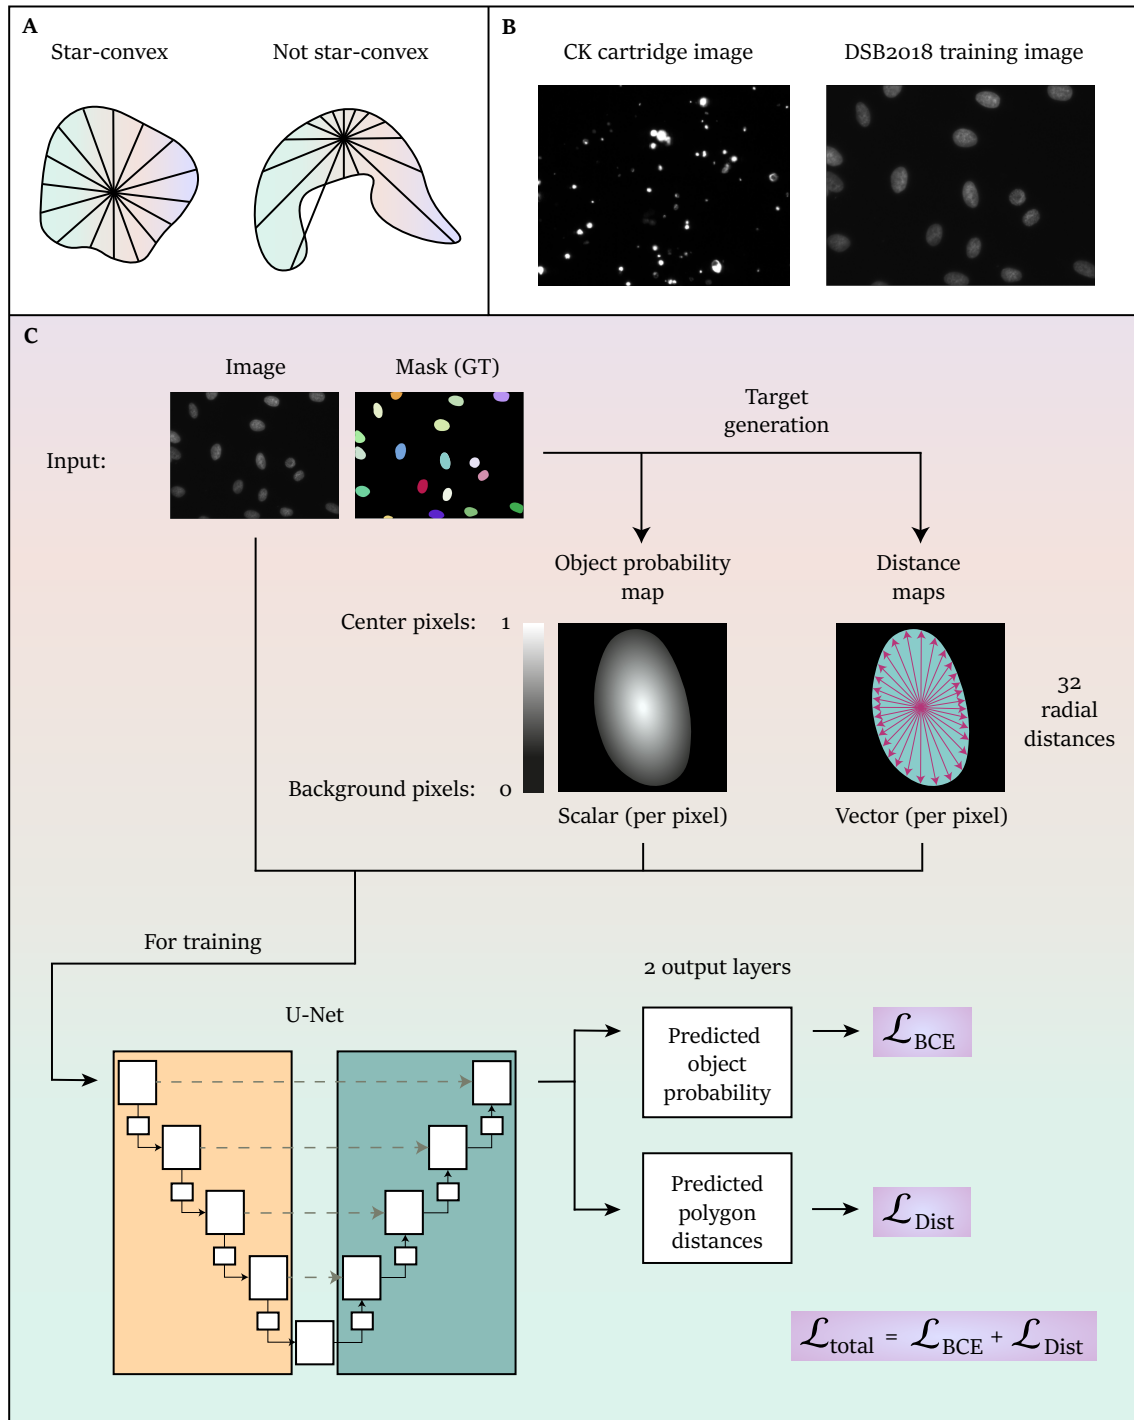 A
Star-convex
Not star-convex
B
CK cartridge image
DSB2018 training image
C
Image
Mask (GT)
Input:
Target
generation
Object probability
map
Distance
maps
Center pixels: 1
Background pixels: 0
32
radial
distances
Scalar (per pixel)
Vector (per pixel)
For training
2 output layers
U-Net
Predicted
object
probability
ℒBCE
Predicted
polygon
distances
ℒDist
ℒtotal = ℒBCE + ℒDist